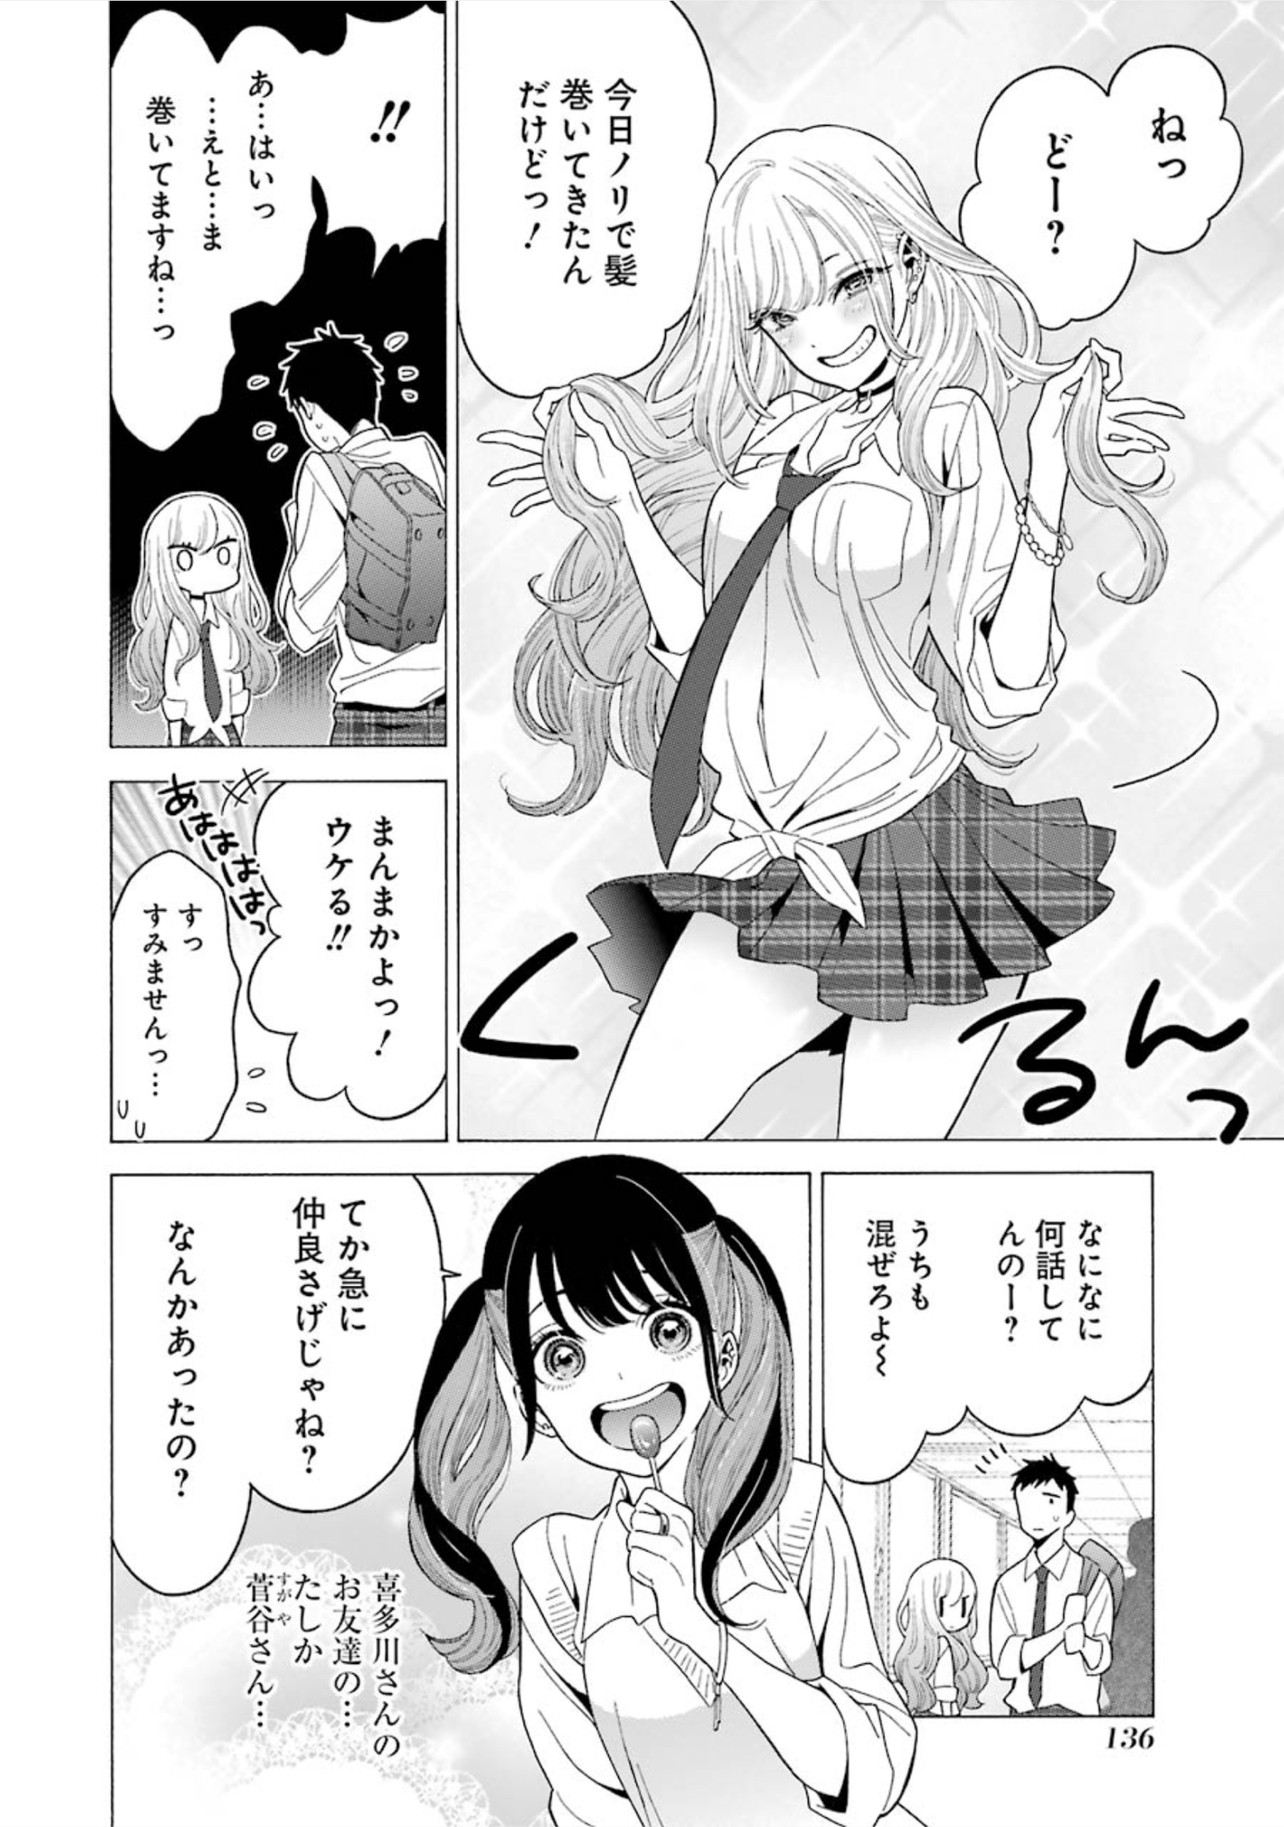 ねっ
どー？
今日ノリで髪
巻いてきたん
だけどっ！
くるんっ
!!
あ…はいっ
…えと…ま
巻いてますね…っ
まんまかよっ！
ウケる!!
あはははははっ
すっ
すみませんっ…
なになに
何話して
んのー？
うちも
混ぜろよ〜
てか急に
仲良さげじゃね？
なんかあったの？
喜多川さんの
お友達の…
たしか
菅谷さん…
すがや
136